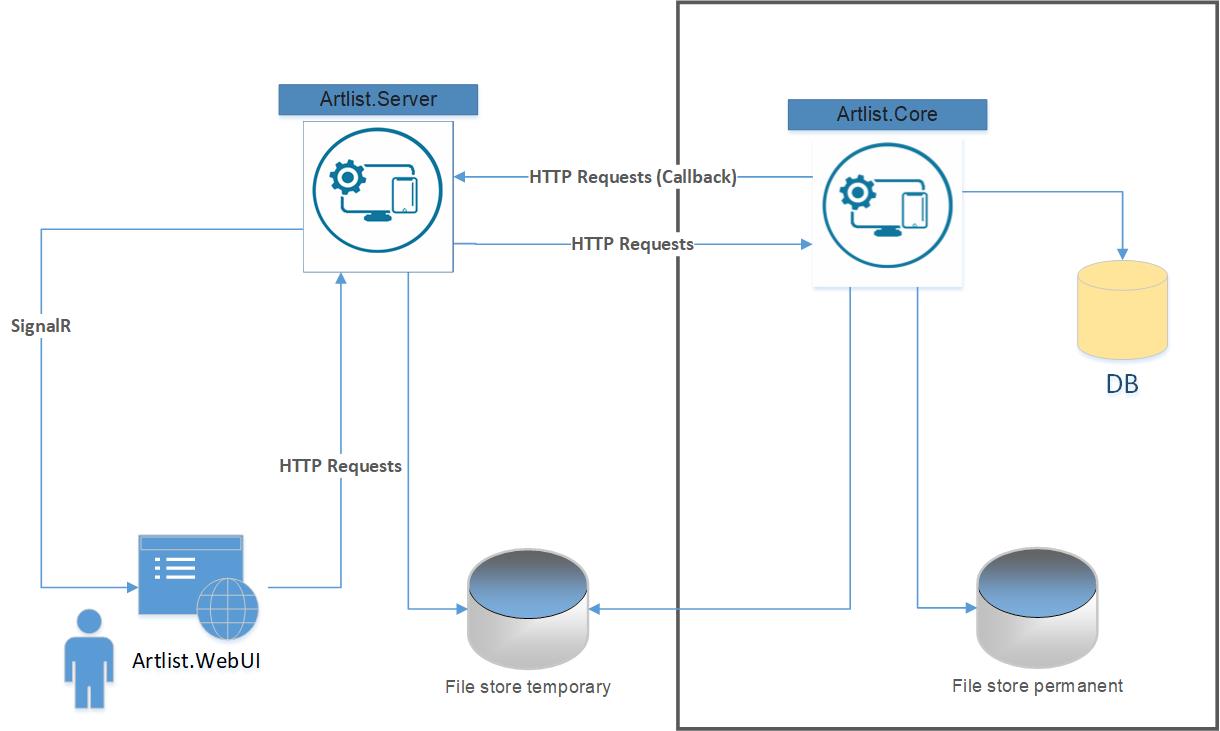 Artlist.Server
Artlist.Core
HTTP Requests (Callback)
HTTP Requests
SignalR
DB
HTTP Requests
Artlist.WebUI
File store temporary
File store permanent